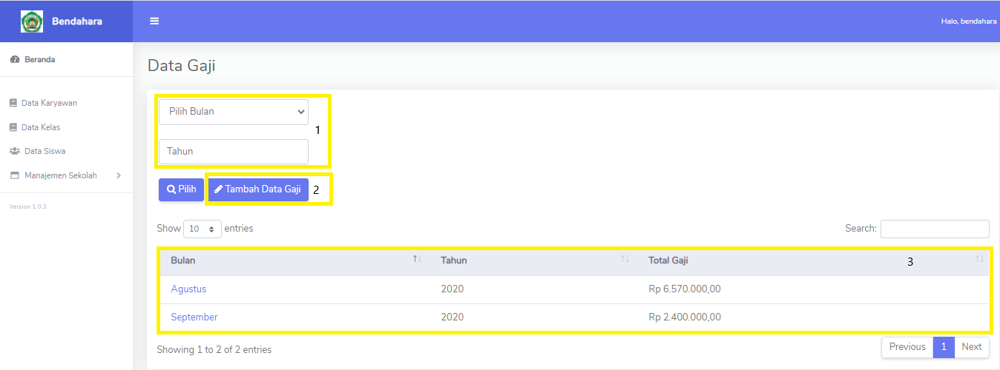 Bendahara
Halo, bendahara
Beranda
Data Karyawan
Data Kelas
Data Siswa
Manajemen Sekolah
Version 1.0.3
Data Gaji
Pilih Bulan
1
Tahun
Pilih
Tambah Data Gaji
2
Show 10 entries
Search:
Bulan Tahun Total Gaji 3
Agustus 2020 Rp 6.570.000,00
September 2020 Rp 2.400.000,00
Showing 1 to 2 of 2 entries
Previous 1 Next